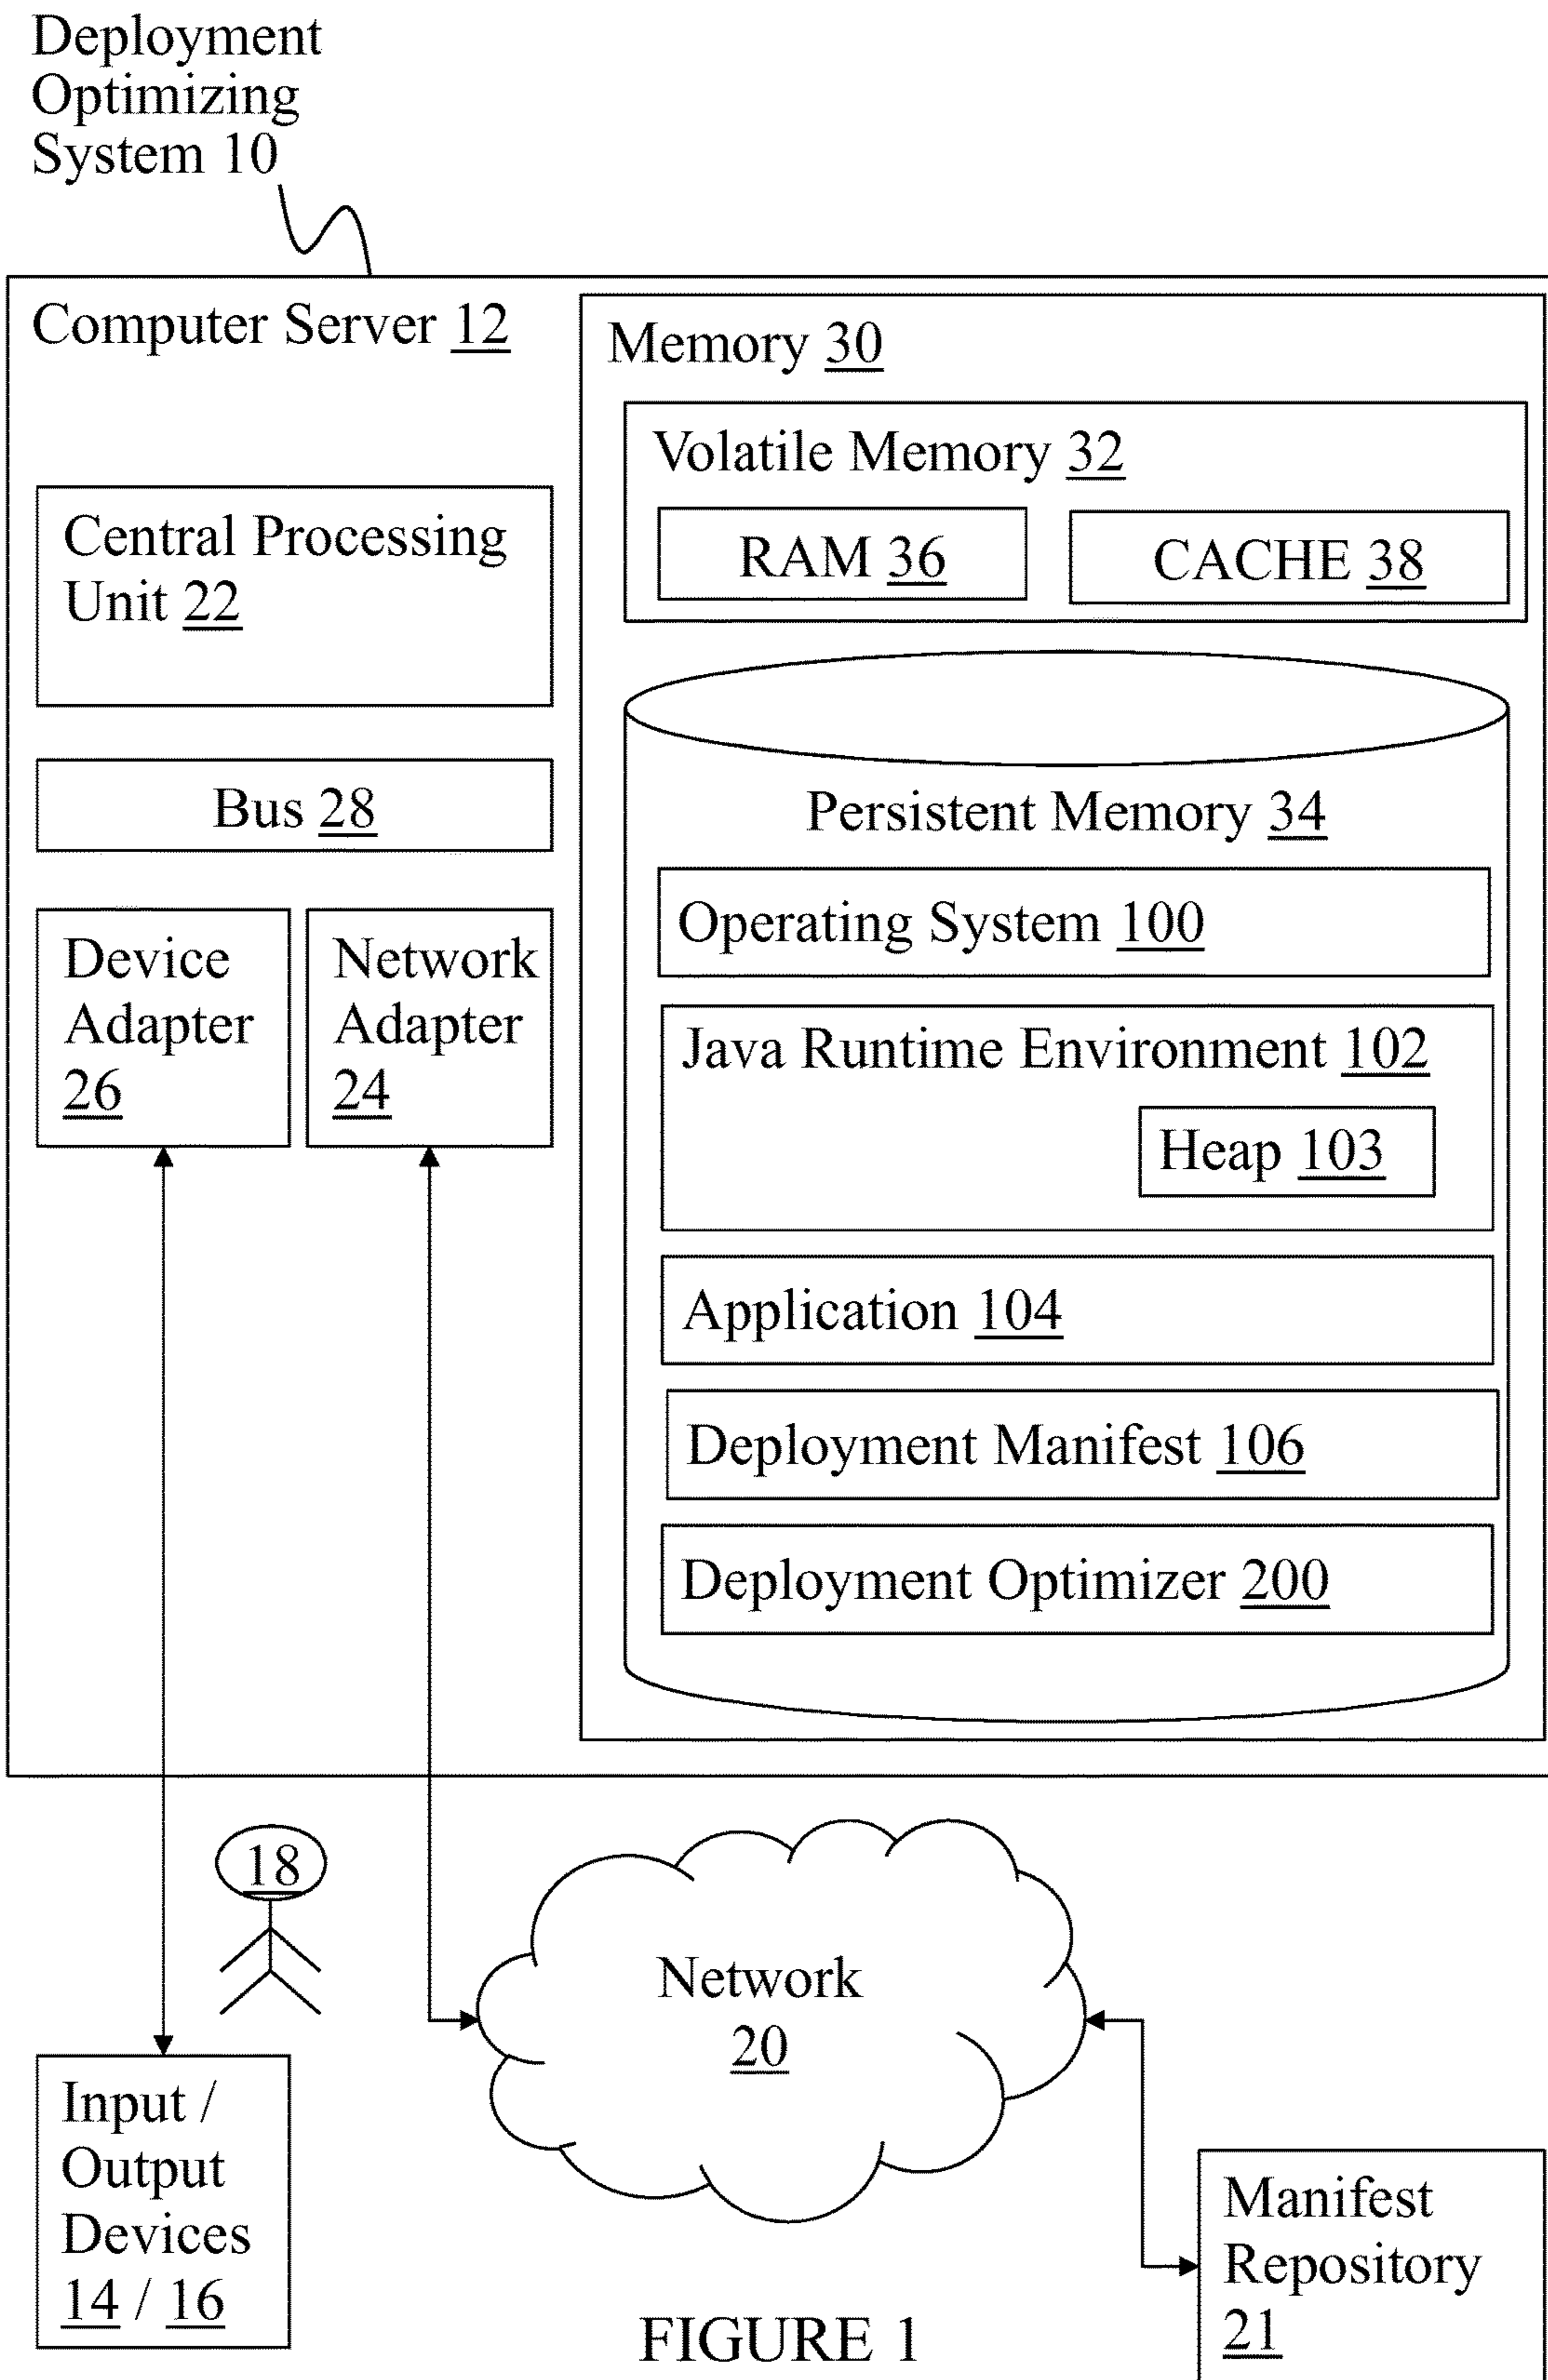 Deployment
Optimizing
System 10
Computer Server 12
Central Processing
Unit 22
Bus 28
Device
Adapter
26
Network
Adapter
24
Memory 30
Volatile Memory 32
RAM 36
CACHE 38
Persistent Memory 34
Operating System 100
Java Runtime Environment 102
Heap 103
Application 104
Deployment Manifest 106
Deployment Optimizer 200
18
Input /
Output
Devices
14 / 16
Network
20
Manifest
Repository
21
FIGURE 1